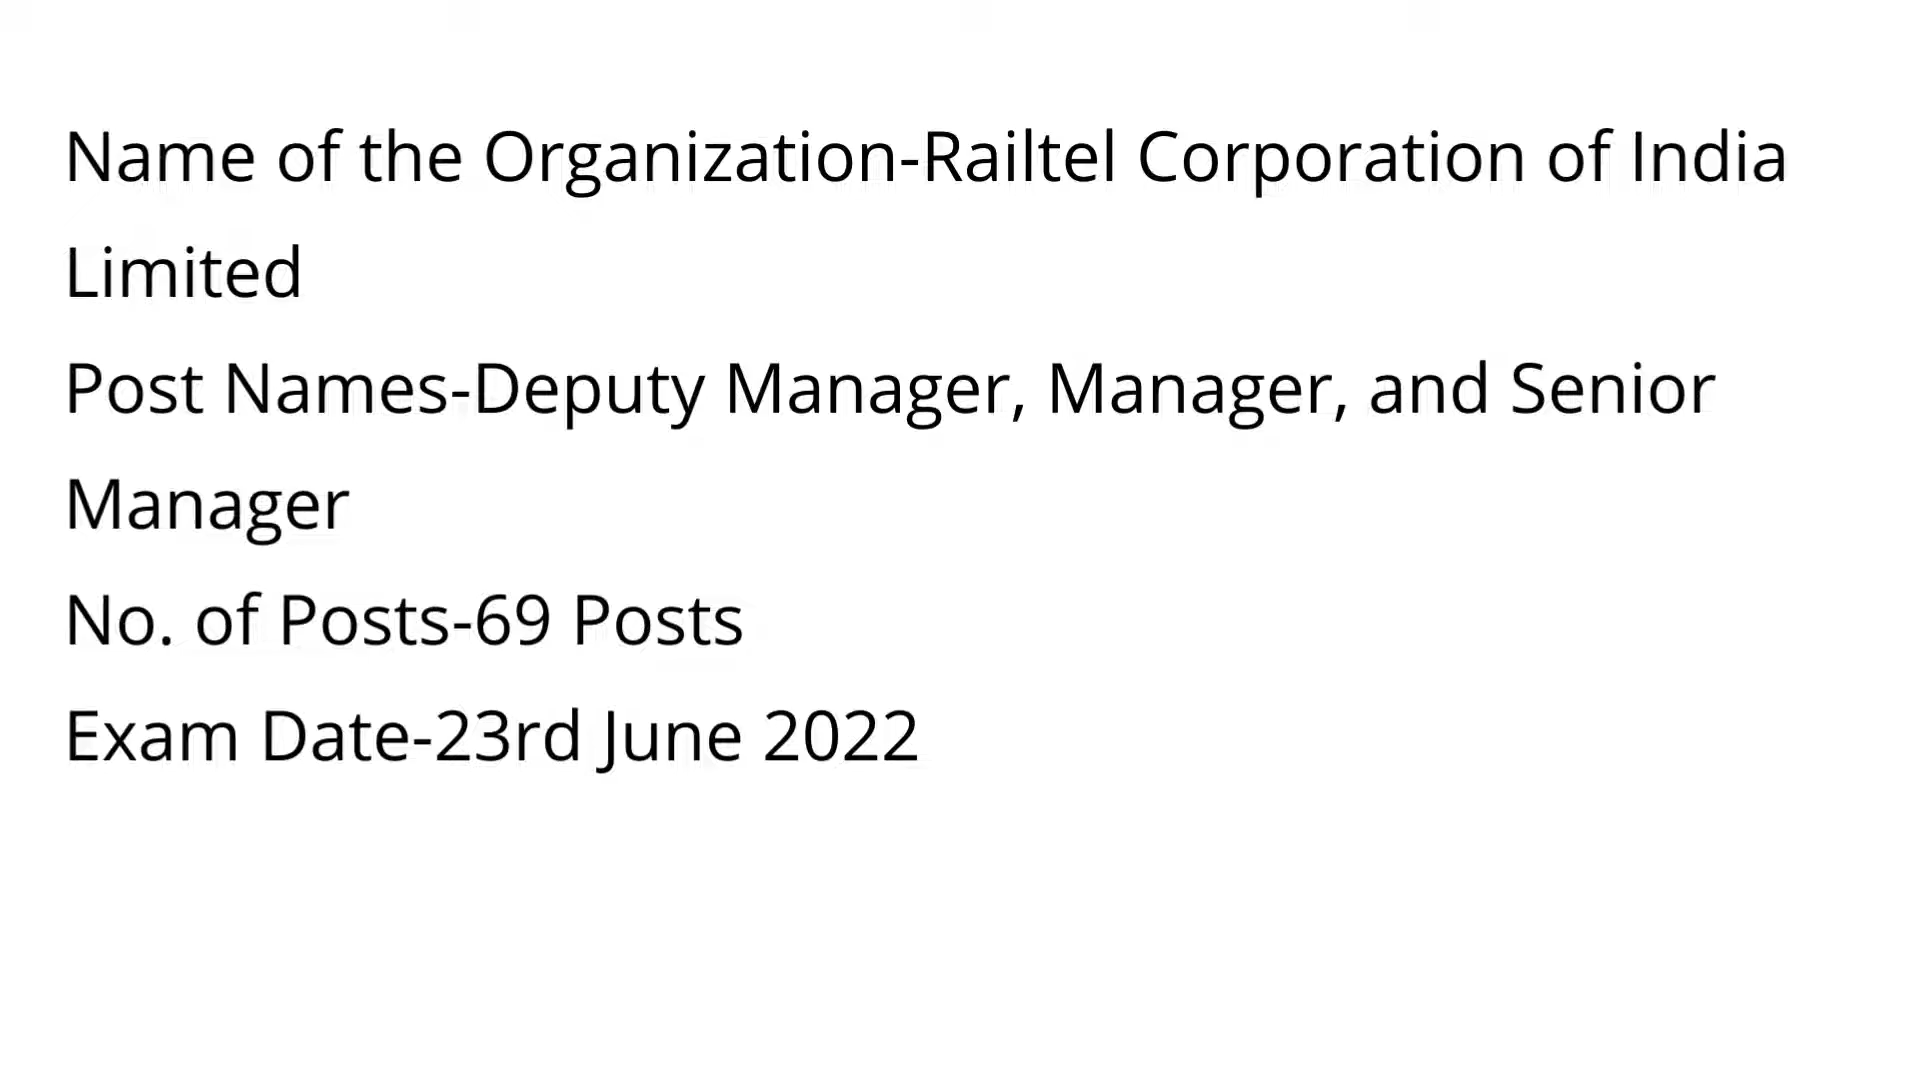 Name of the Organization-Railtel Corporation of India
Limited
Post Names-Deputy Manager, Manager, and Senior
Manager
No. of Posts-69 Posts
Exam Date-23rd June 2022